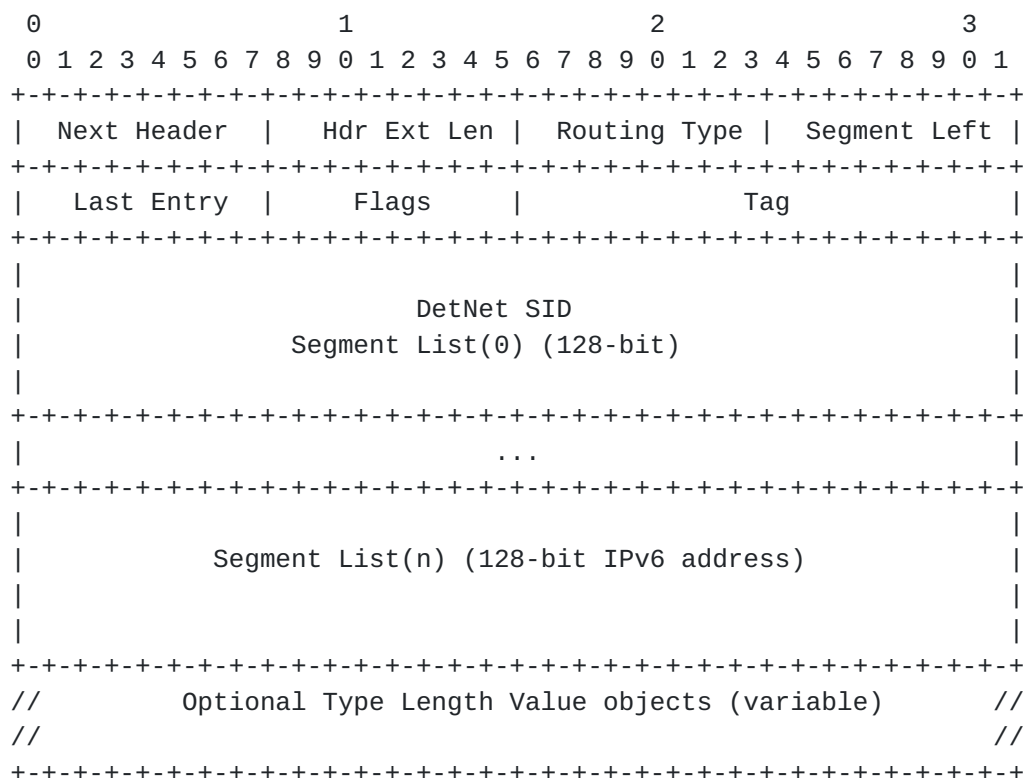 0                   1                   2                   3
0 1 2 3 4 5 6 7 8 9 0 1 2 3 4 5 6 7 8 9 0 1 2 3 4 5 6 7 8 9 0 1
+-+-+-+-+-+-+-+-+-+-+-+-+-+-+-+-+-+-+-+-+-+-+-+-+-+-+-+-+-+-+-+-+
|  Next Header  |   Hdr Ext Len |  Routing Type |  Segment Left |
+-+-+-+-+-+-+-+-+-+-+-+-+-+-+-+-+-+-+-+-+-+-+-+-+-+-+-+-+-+-+-+-+
|   Last Entry  |     Flags     |              Tag              |
+-+-+-+-+-+-+-+-+-+-+-+-+-+-+-+-+-+-+-+-+-+-+-+-+-+-+-+-+-+-+-+-+
|                                                               |
|                         DetNet SID                            |
|                 Segment List(0) (128-bit)                     |
|                                                               |
+-+-+-+-+-+-+-+-+-+-+-+-+-+-+-+-+-+-+-+-+-+-+-+-+-+-+-+-+-+-+-+-+
|                              ...                              |
+-+-+-+-+-+-+-+-+-+-+-+-+-+-+-+-+-+-+-+-+-+-+-+-+-+-+-+-+-+-+-+-+
|                                                               |
|            Segment List(n) (128-bit IPv6 address)             |
|                                                               |
|                                                               |
+-+-+-+-+-+-+-+-+-+-+-+-+-+-+-+-+-+-+-+-+-+-+-+-+-+-+-+-+-+-+-+-+
//         Optional Type Length Value objects (variable)       //
//                                                             //
+-+-+-+-+-+-+-+-+-+-+-+-+-+-+-+-+-+-+-+-+-+-+-+-+-+-+-+-+-+-+-+-+